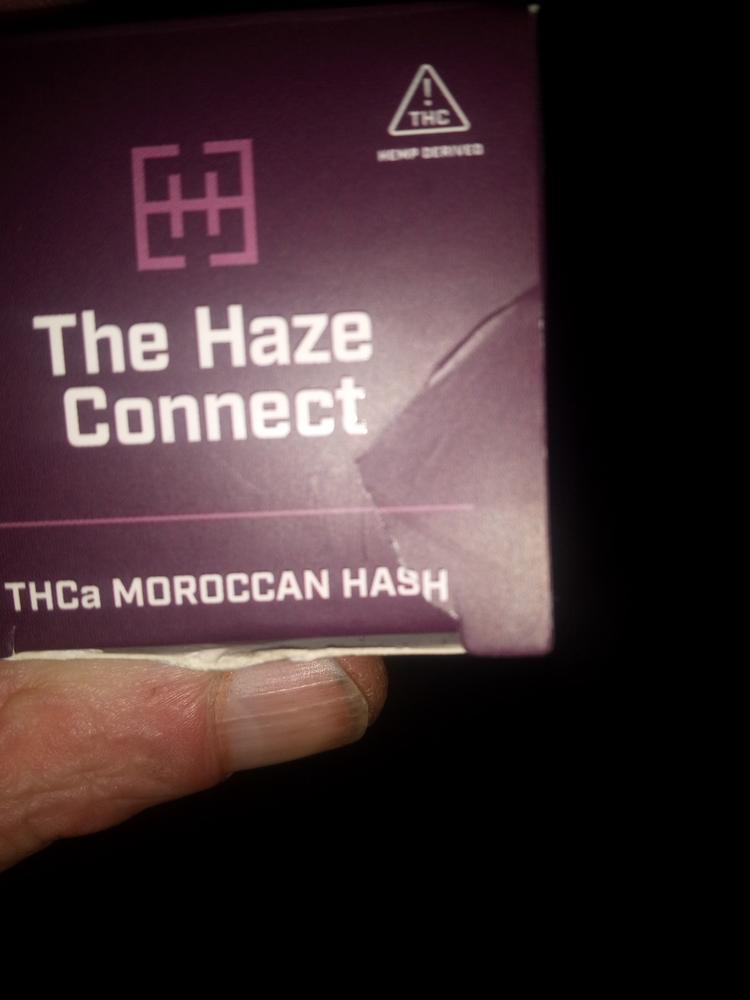 !
THC
HEMP DERIVED
The Haze
Connect
THCa MOROCCAN HASH